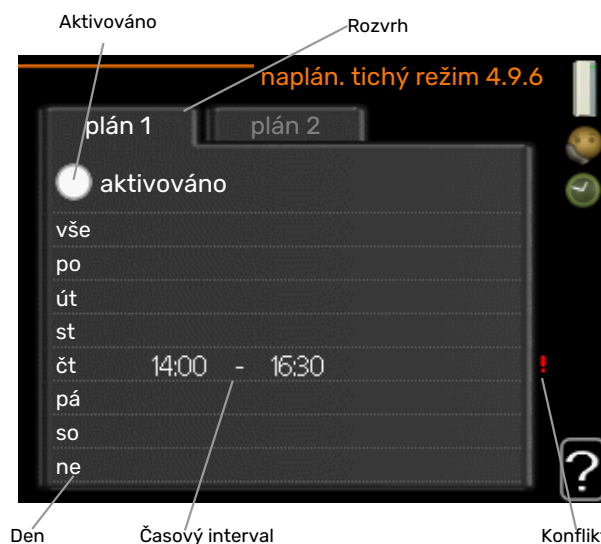 Aktivováno
Rozvrh
naplán. tichý režim 4.9.6
plán 1
plán 2
aktivováno
vše
po
út
st
čt 14:00 - 16:30
!
pá
so
ne
?
Den
Časový interval
Konflikt